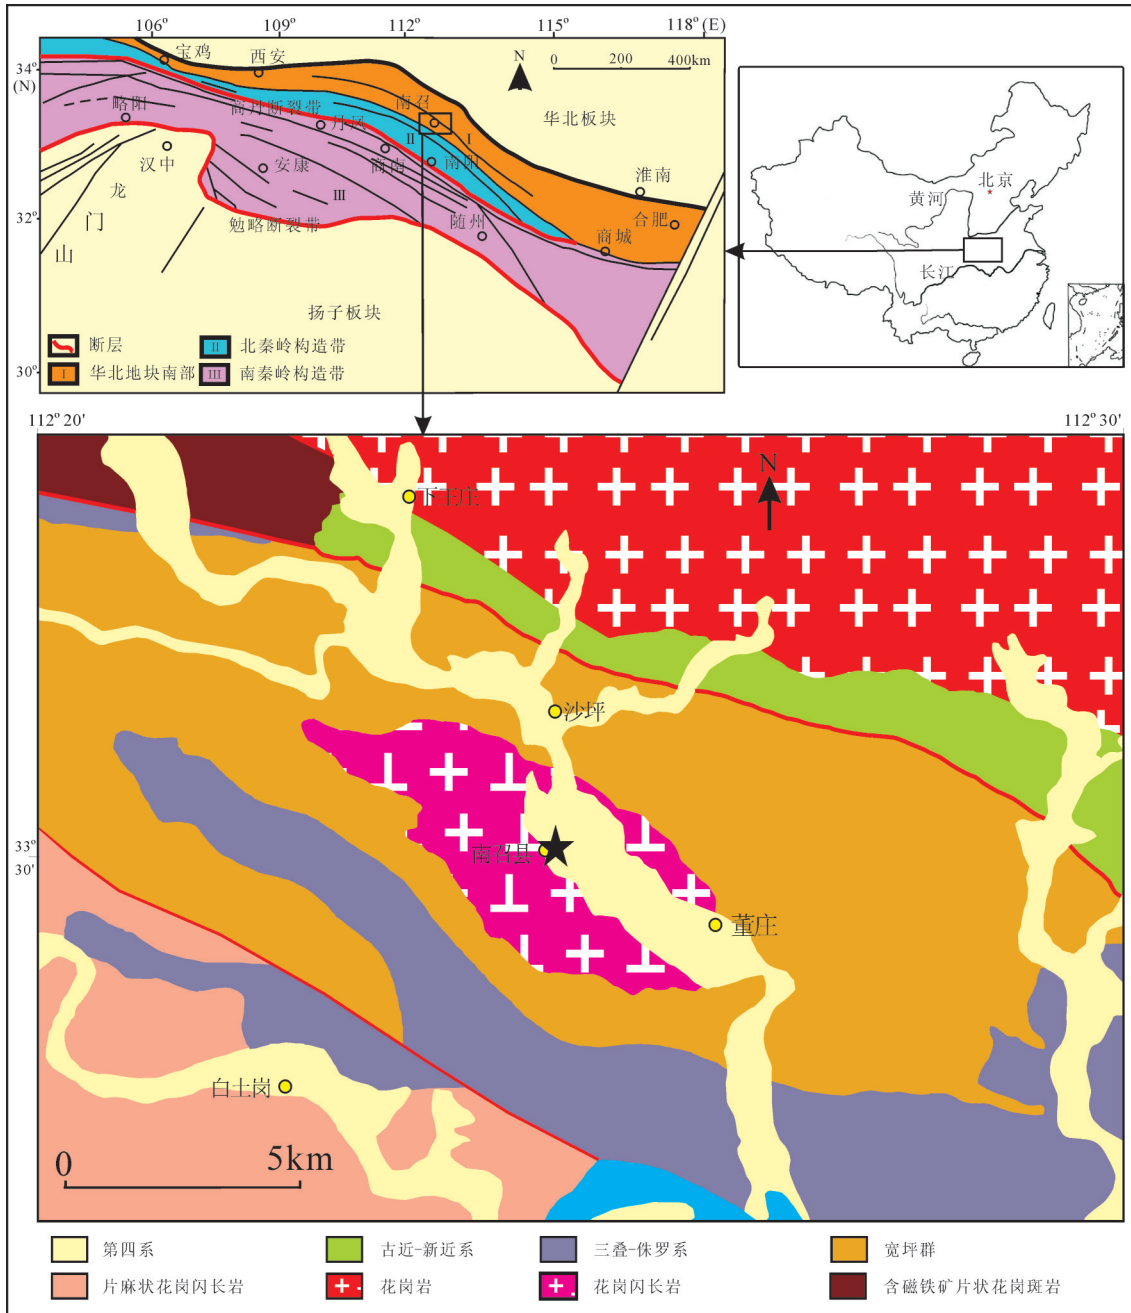 106° 109° 112° 115° 118° (E)
34°
(N)
32°
30°
宝鸡
西安
N
0 200 400km
略阳
商丹断裂带
丹凤
南召
华北板块
II
I
汉中
安康
商南
南阳
淮南
龙
门
山
III
勉略断裂带
随州
商城
合肥
扬子板块
断层
II 北秦岭构造带
I 华北地块南部
III 南秦岭构造带
北京
黄河
长江
112° 20'
112° 30'
N
下王庄
沙坪
33°
30'
南召县
董庄
白土岗
0 5km
第四系
古近-新近系
三叠-侏罗系
宽坪群
片麻状花岗闪长岩
花岗岩
花岗闪长岩
含磁铁矿片状花岗斑岩